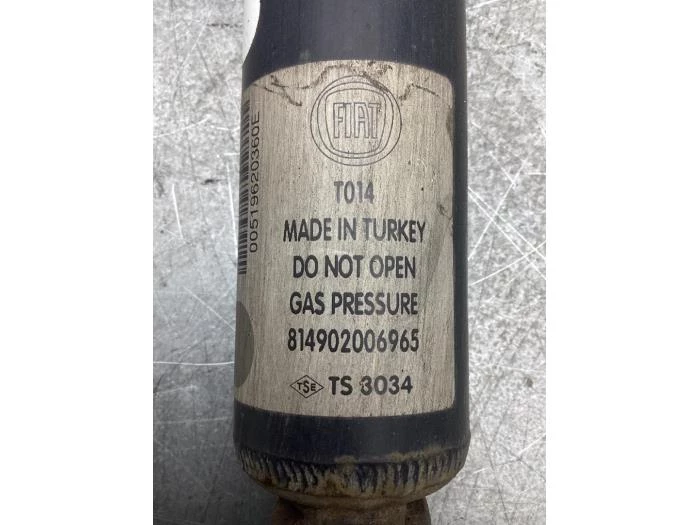 FIAT
T014
MADE IN TURKEY
DO NOT OPEN
GAS PRESSURE
814902006965
TSE TS 3034
00519620360E